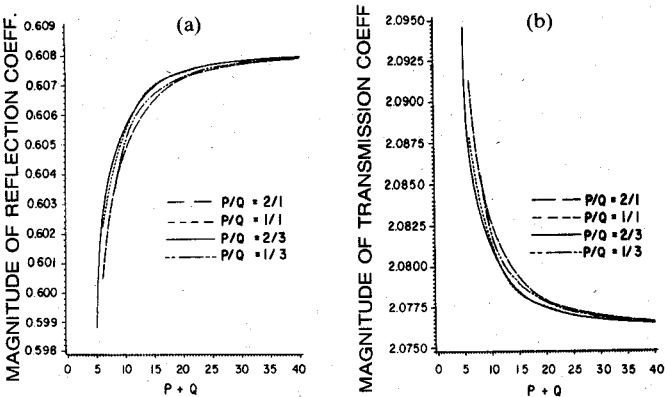 (a)
MAGNITUDE OF REFLECTION COEFF.
0.609
0.608
0.607
0.606
0.605
0.604
0.603
0.602
0.601
0.600
0.599
0.598
P/Q = 2/1
P/Q = 1/1
P/Q = 2/3
P/Q = 1/3
0 5 10 15 20 25 30 35 40
P + Q
(b)
MAGNITUDE OF TRANSMISSION COEFF
2.0950
2.0925
2.0900
2.0875
2.0850
2.0825
2.0800
2.0775
2.0750
P/Q = 2/1
P/Q = 1/1
P/Q = 2/3
P/Q = 1/3
0 5 10 15 20 25 30 35 40
P + Q